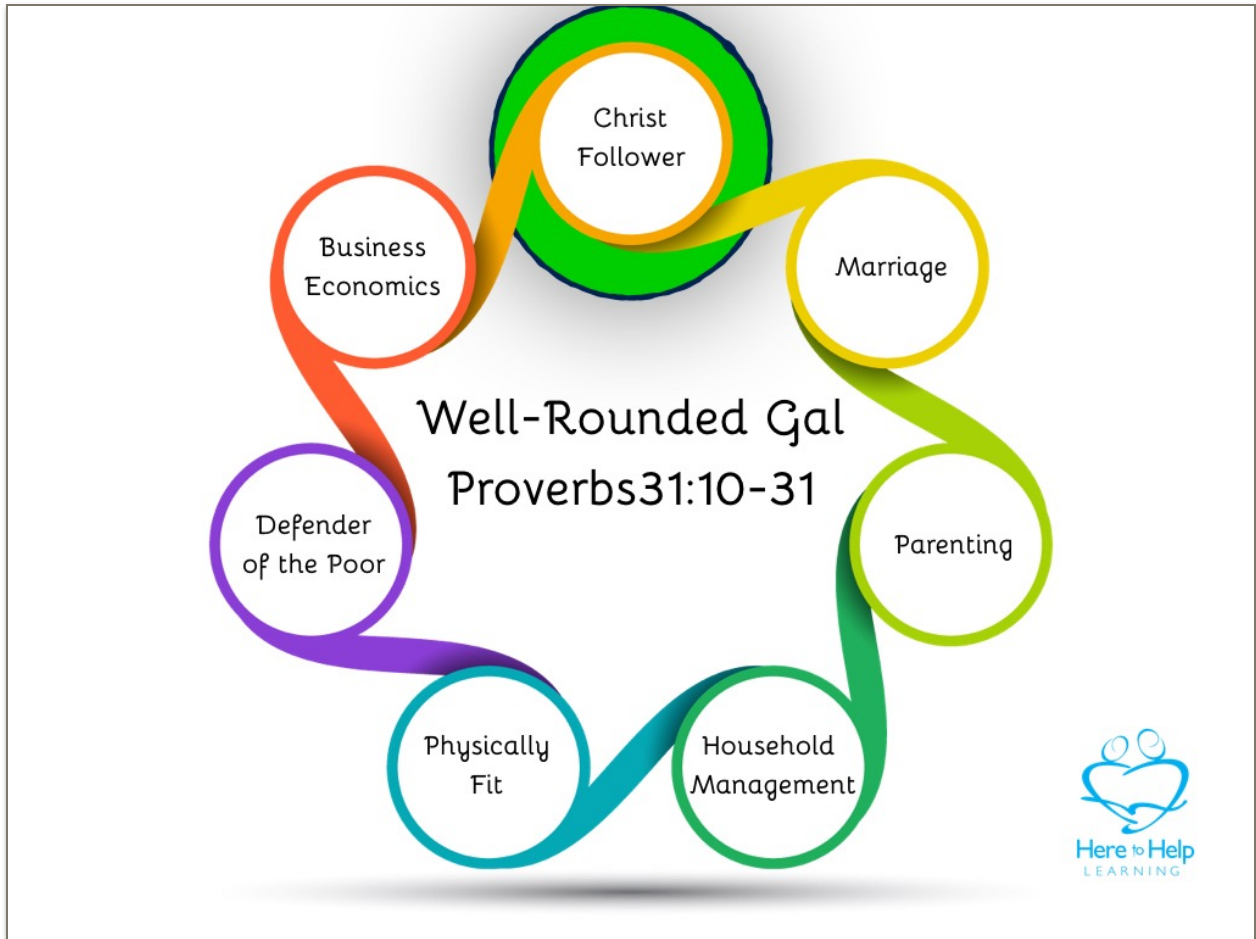 Christ
Follower
Marriage
Parenting
Household
Management
Physically
Fit
Defender
of the Poor
Business
Economics
Well-Rounded Gal
Proverbs31:10-31
Here to Help
LEARNING